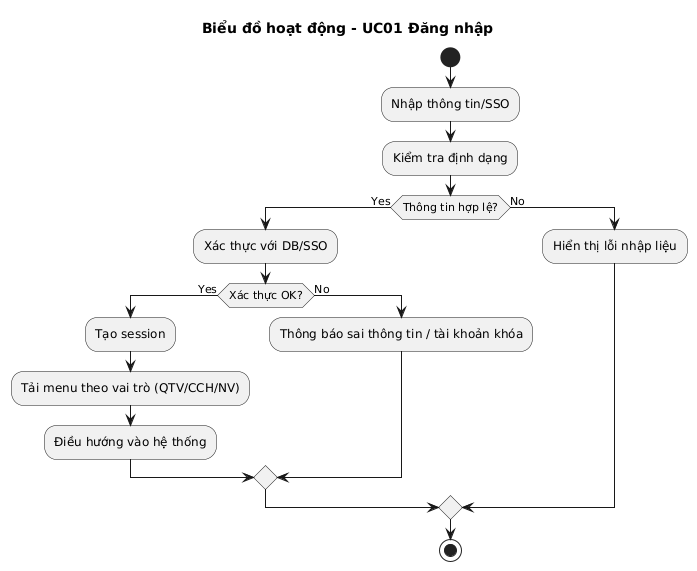 Biểu đồ hoạt động - UC01 Đăng nhập
Nhập thông tin/SSO
Kiểm tra định dạng
Thông tin hợp lệ?
Yes
No
Xác thực với DB/SSO
Hiển thị lỗi nhập liệu
Xác thực OK?
Yes
No
Tạo session
Thông báo sai thông tin / tài khoản khóa
Tải menu theo vai trò (QTV/CCH/NV)
Điều hướng vào hệ thống